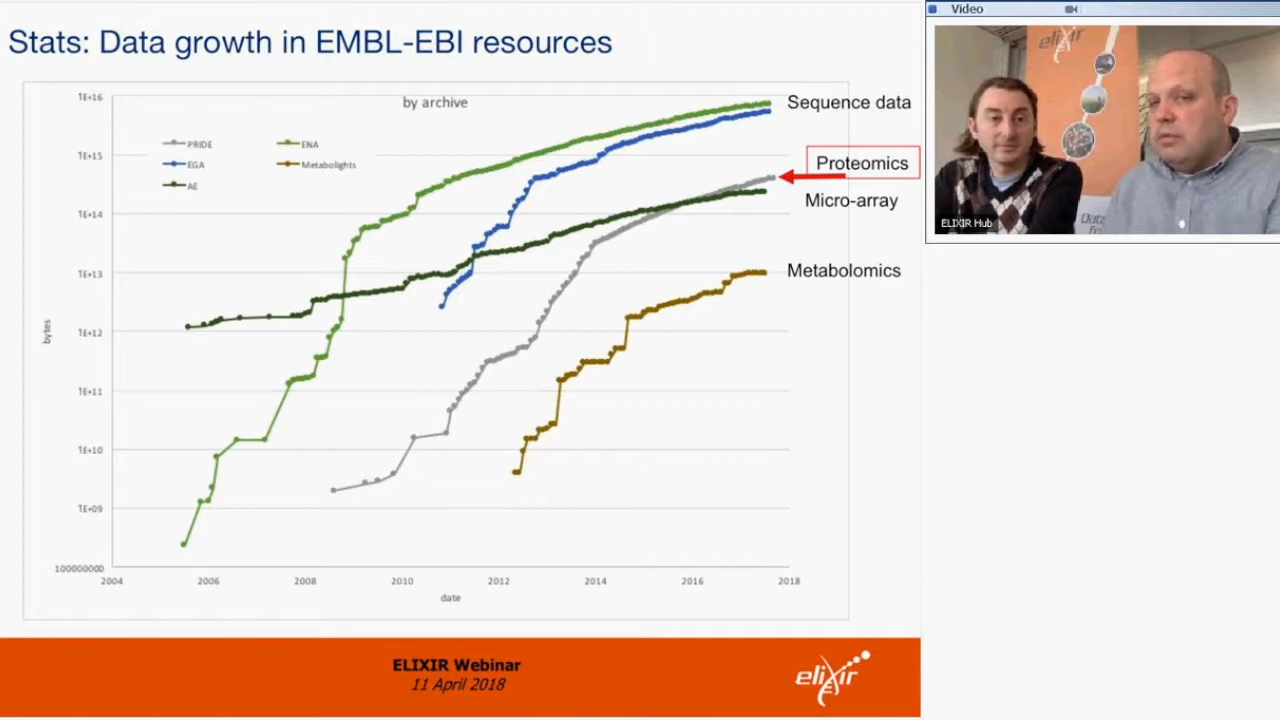 Stats: Data growth in EMBL-EBI resources
Video
by archive
PRIDE
ENA
EGA
Metabolights
AE
1E+16
1E+15
1E+14
1E+13
1E+12
1E+11
1E+10
1E+09
100000000
bytes
2004 2006 2008 2010 2012 2014 2016 2018
date
Sequence data
Proteomics
Micro-array
Metabolomics
elixir
Data
ELIXIR Hub
ELIXIR Webinar
11 April 2018
elixir